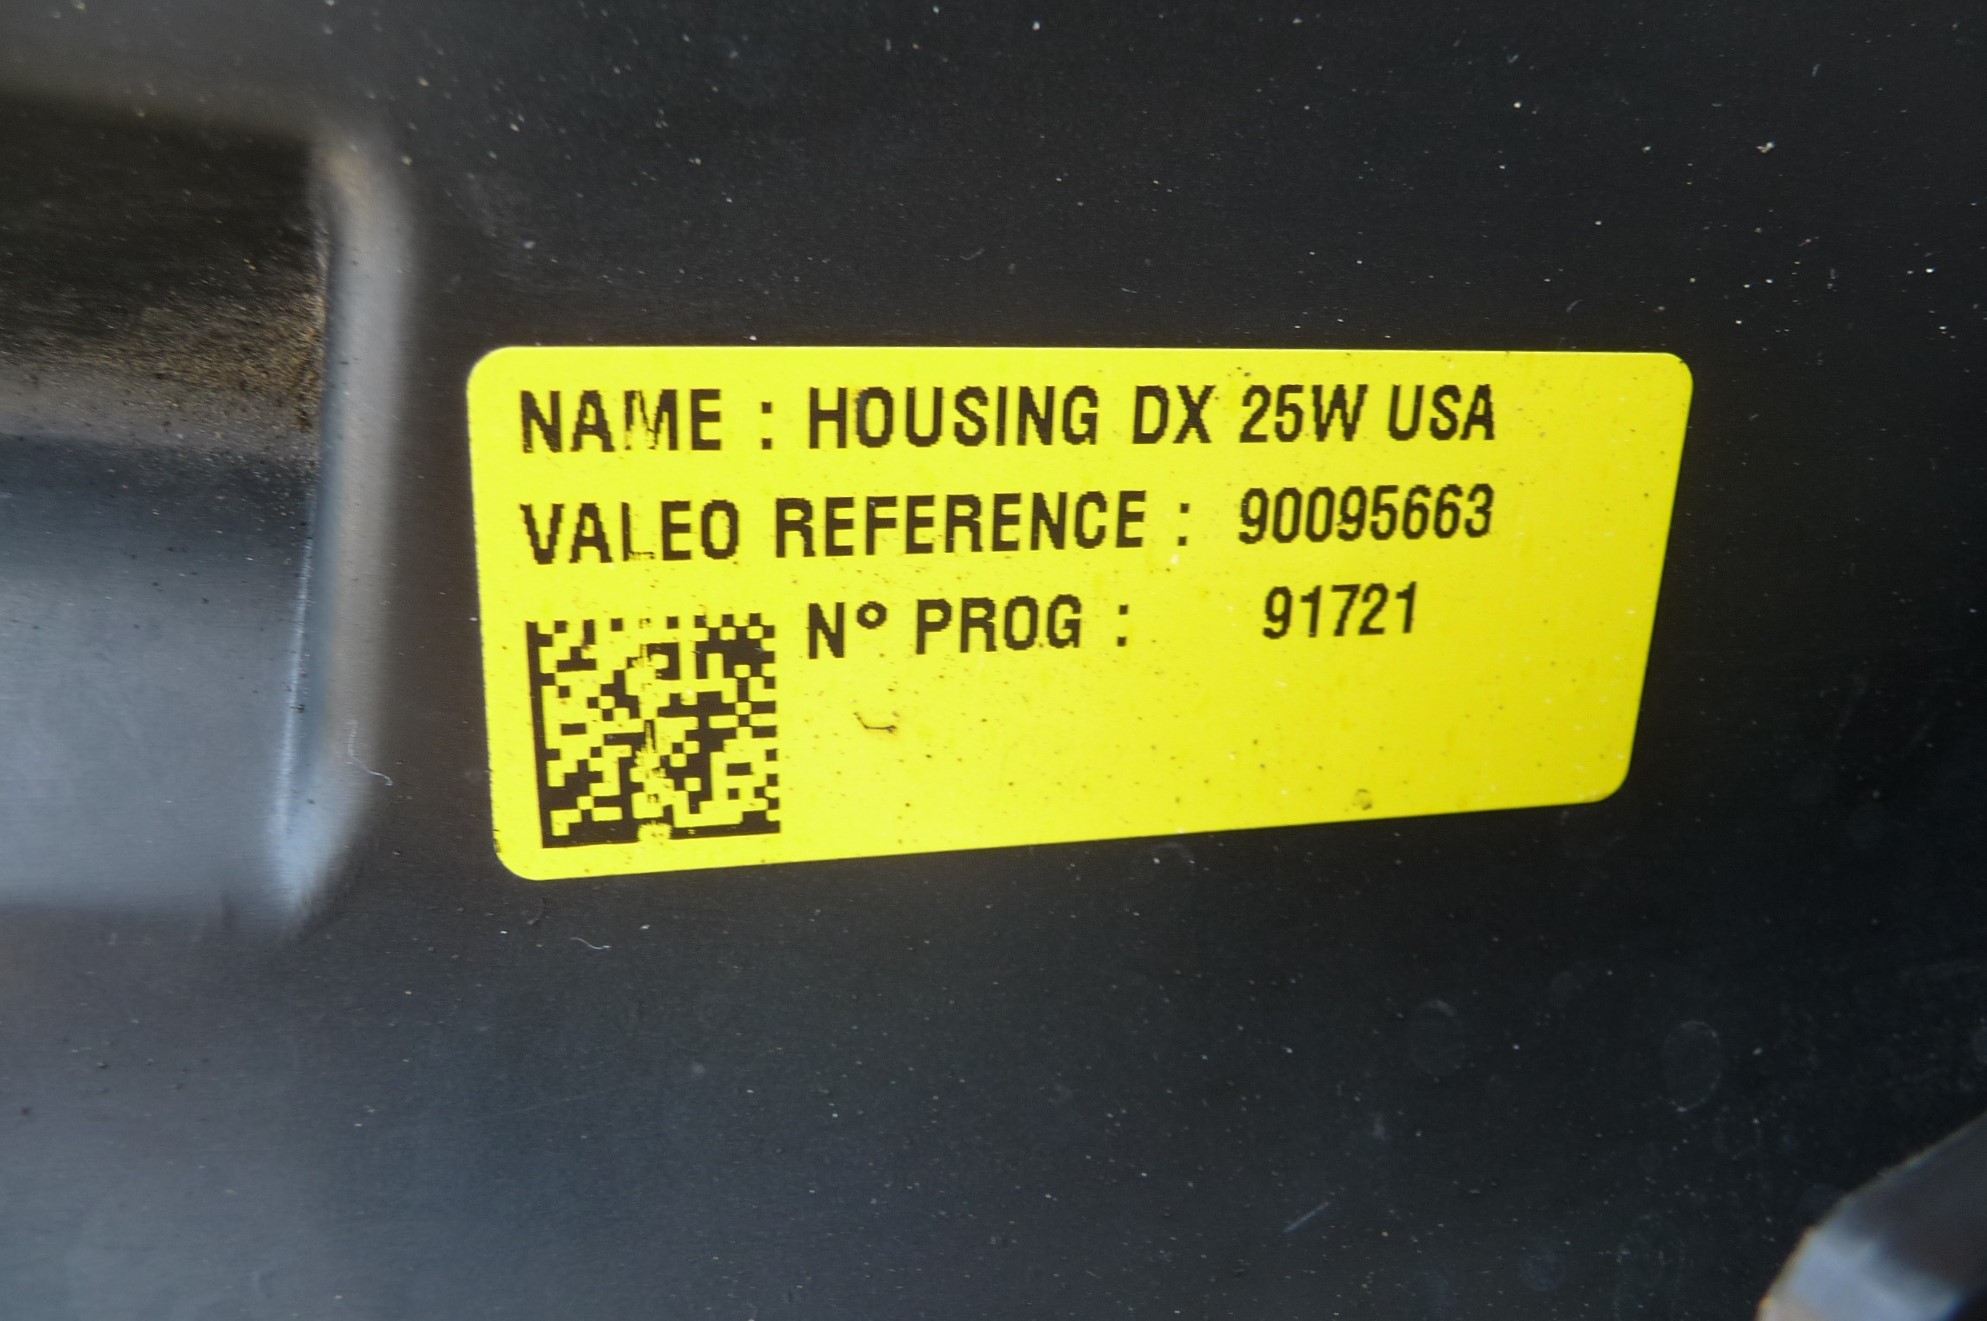 NAME : HOUSING DX 25W USA
VALEO REFERENCE : 90095663
N° PROG : 91721